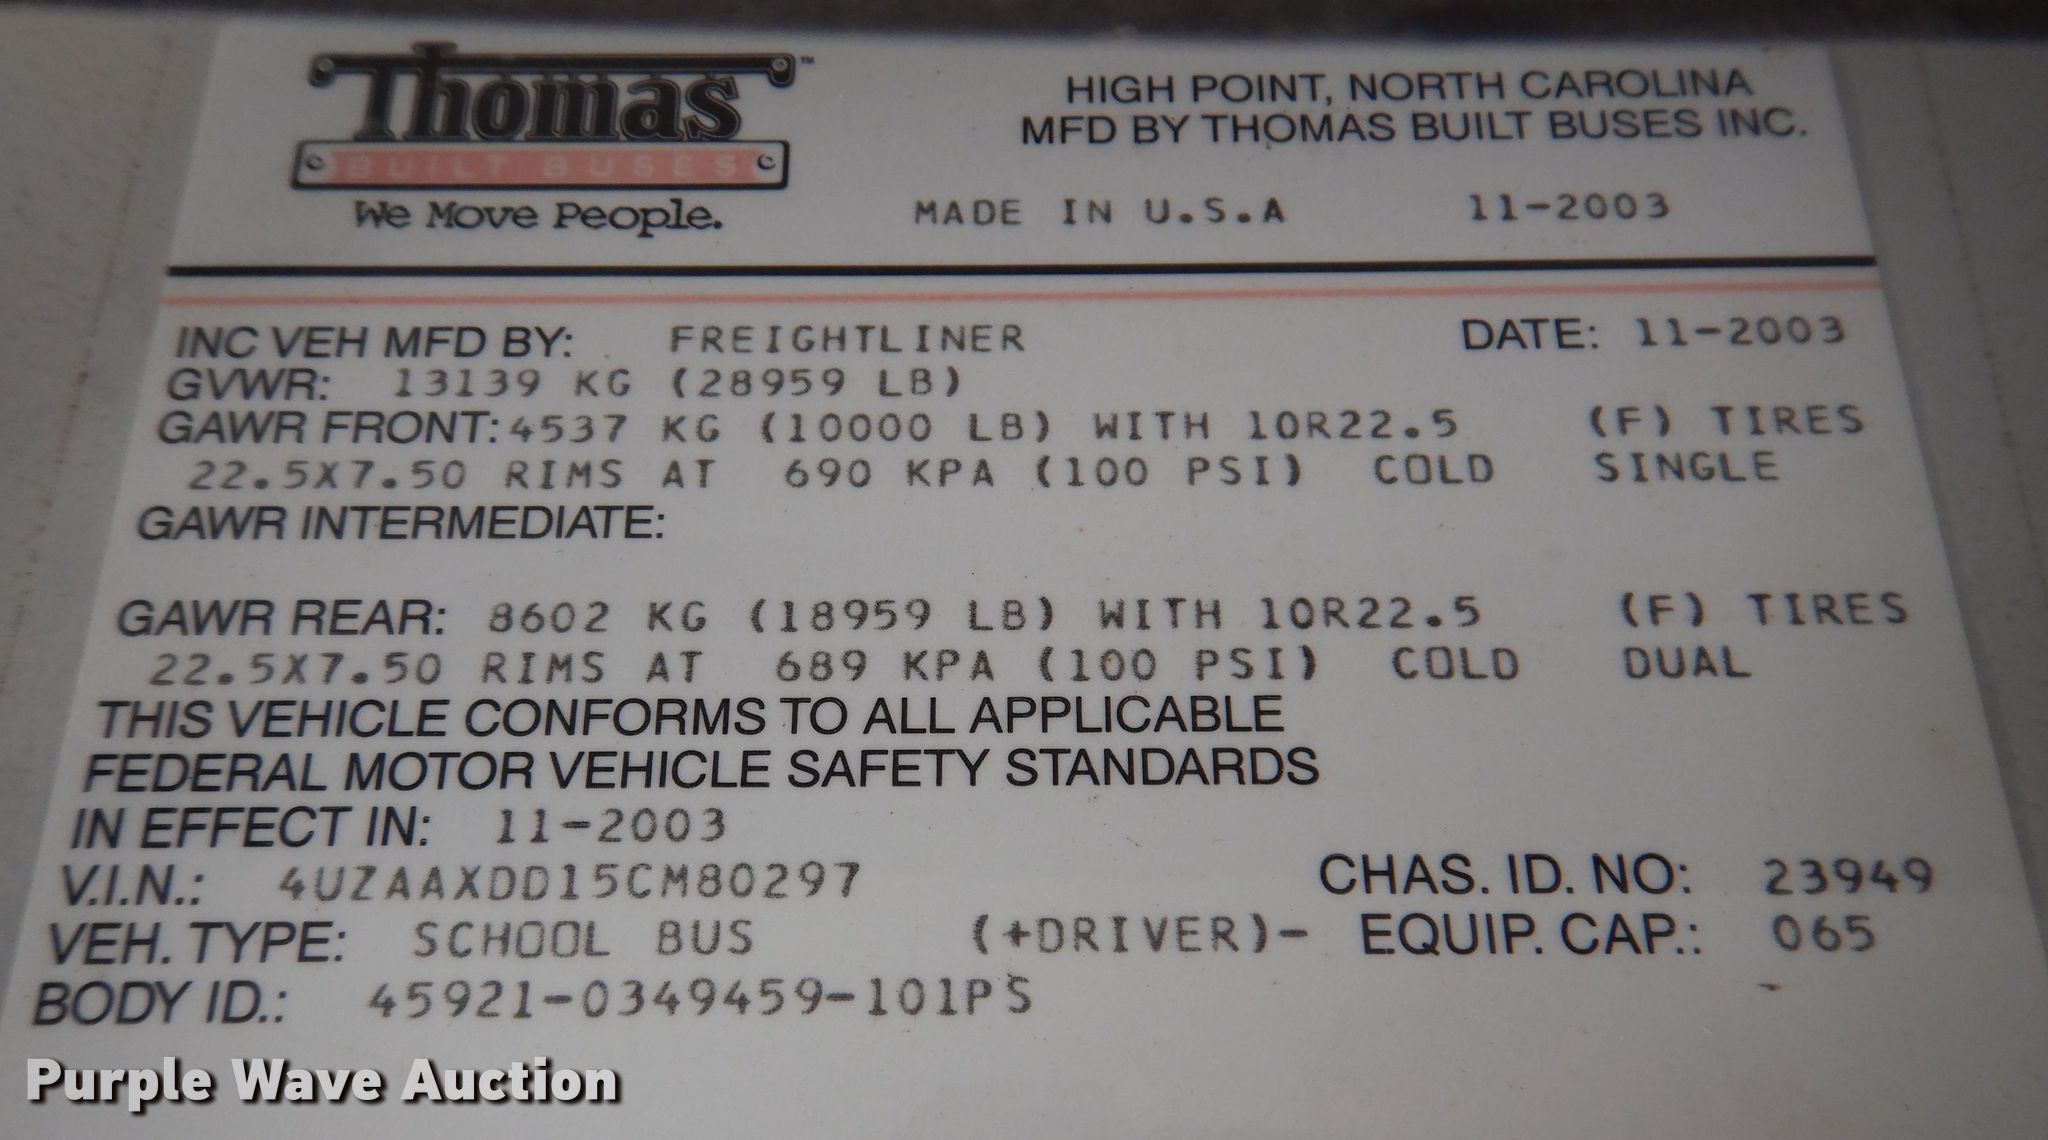 Thomas™
BUILT BUSES
We Move People.
HIGH POINT, NORTH CAROLINA
MFD BY THOMAS BUILT BUSES INC.
MADE IN U.S.A 11-2003
INC VEH MFD BY: FREIGHTLINER DATE: 11-2003
GVWR: 13139 KG (28959 LB)
GAWR FRONT: 4537 KG (10000 LB) WITH 10R22.5 (F) TIRES
22.5X7.50 RIMS AT 690 KPA (100 PSI) COLD SINGLE
GAWR INTERMEDIATE:
GAWR REAR: 8602 KG (18959 LB) WITH 10R22.5 (F) TIRES
22.5X7.50 RIMS AT 689 KPA (100 PSI) COLD DUAL
THIS VEHICLE CONFORMS TO ALL APPLICABLE
FEDERAL MOTOR VEHICLE SAFETY STANDARDS
IN EFFECT IN: 11-2003
V.I.N.: 4UZAAXDD15CM80297 CHAS. ID. NO: 23949
VEH. TYPE: SCHOOL BUS (+DRIVER)- EQUIP. CAP.: 065
BODY ID.: 45921-0349459-101PS
Purple Wave Auction